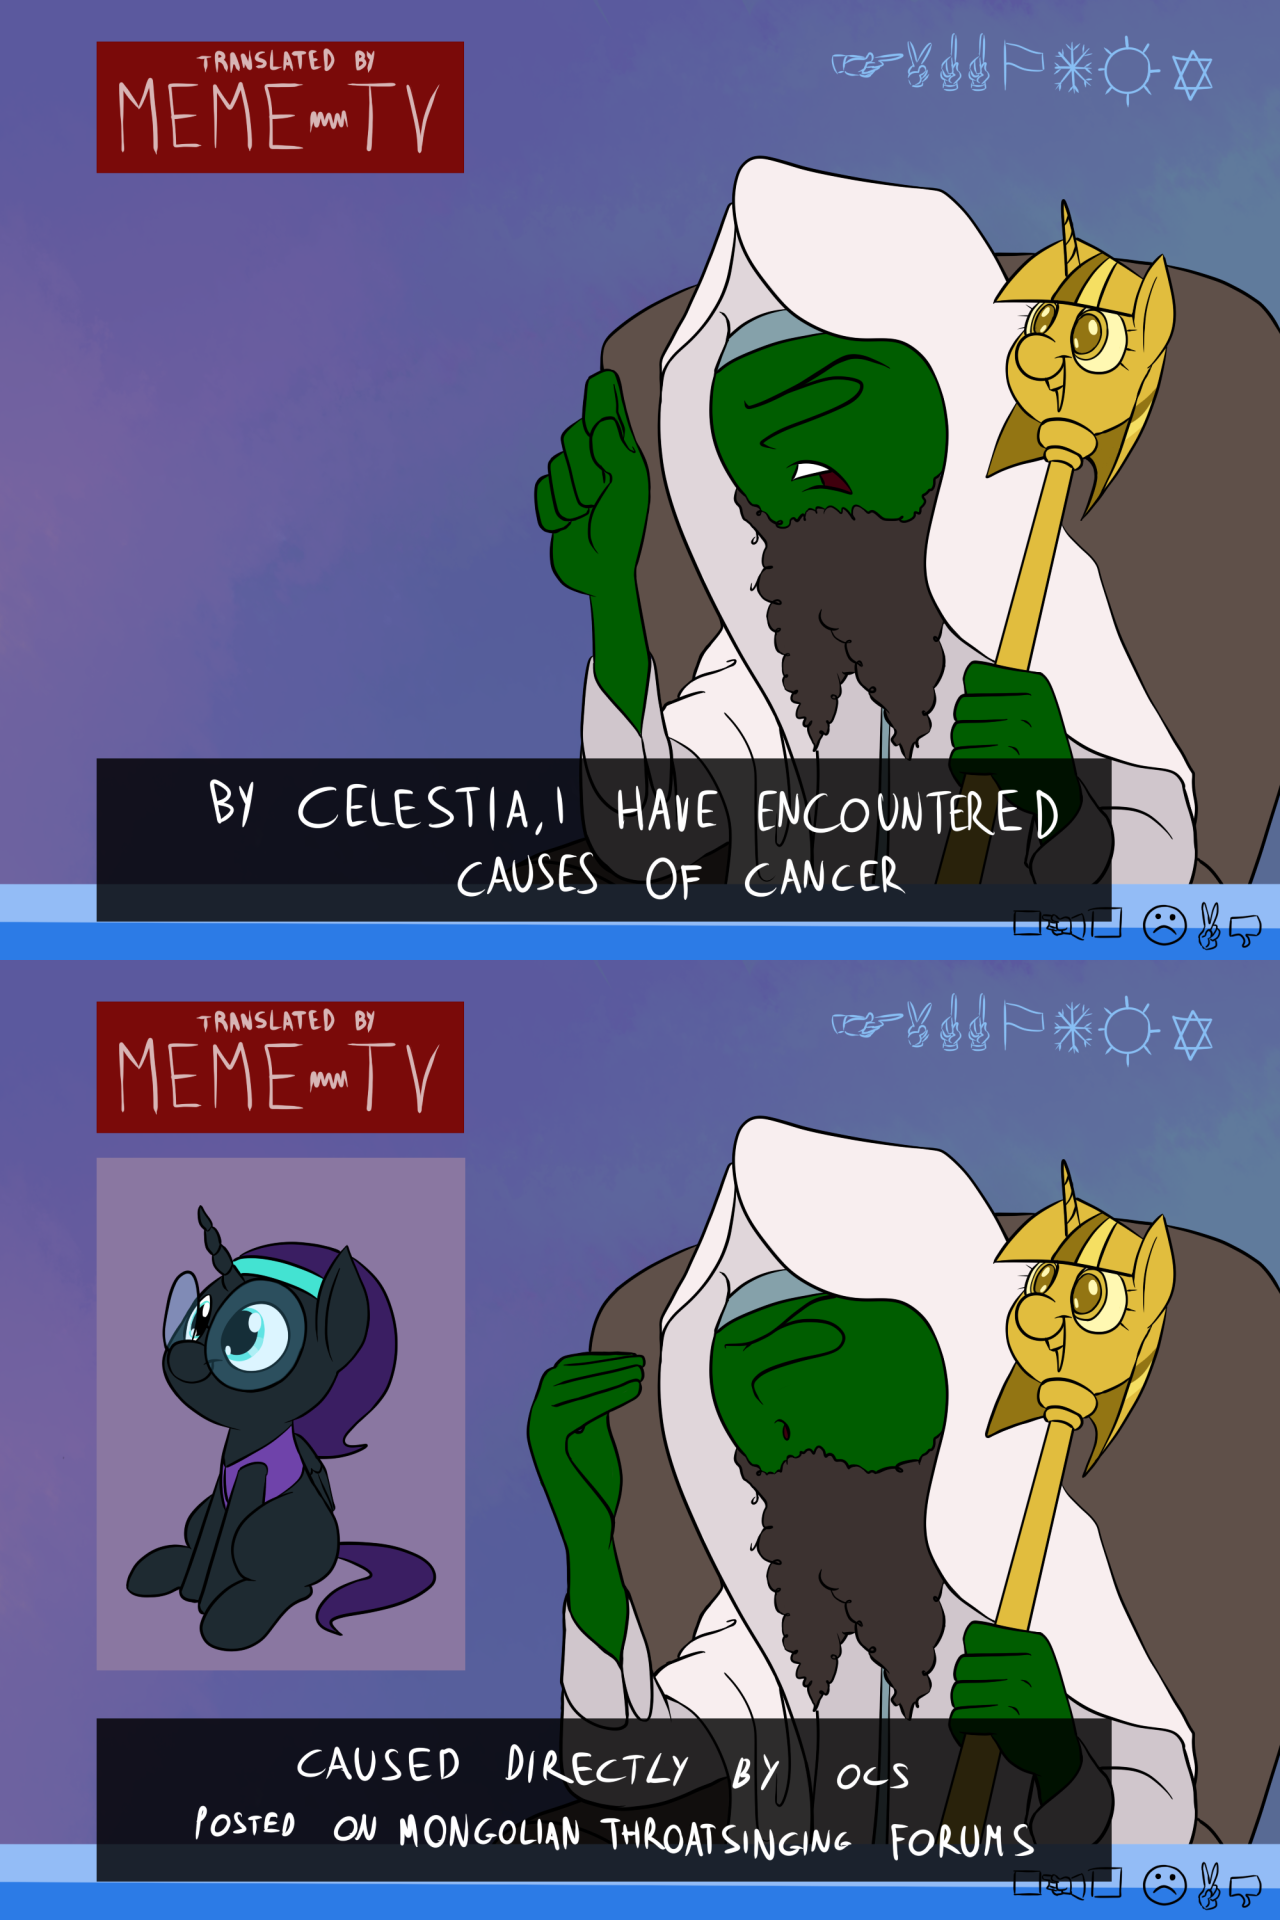 TRANSLATED BY
MEME-TV
BY CELESTIA, I HAVE ENCOUNTERED
CAUSES OF CANCER
TRANSLATED BY
MEME-TV
CAUSED DIRECTLY BY OCS
POSTED ON MONGOLIAN THROATSINGING FORUMS